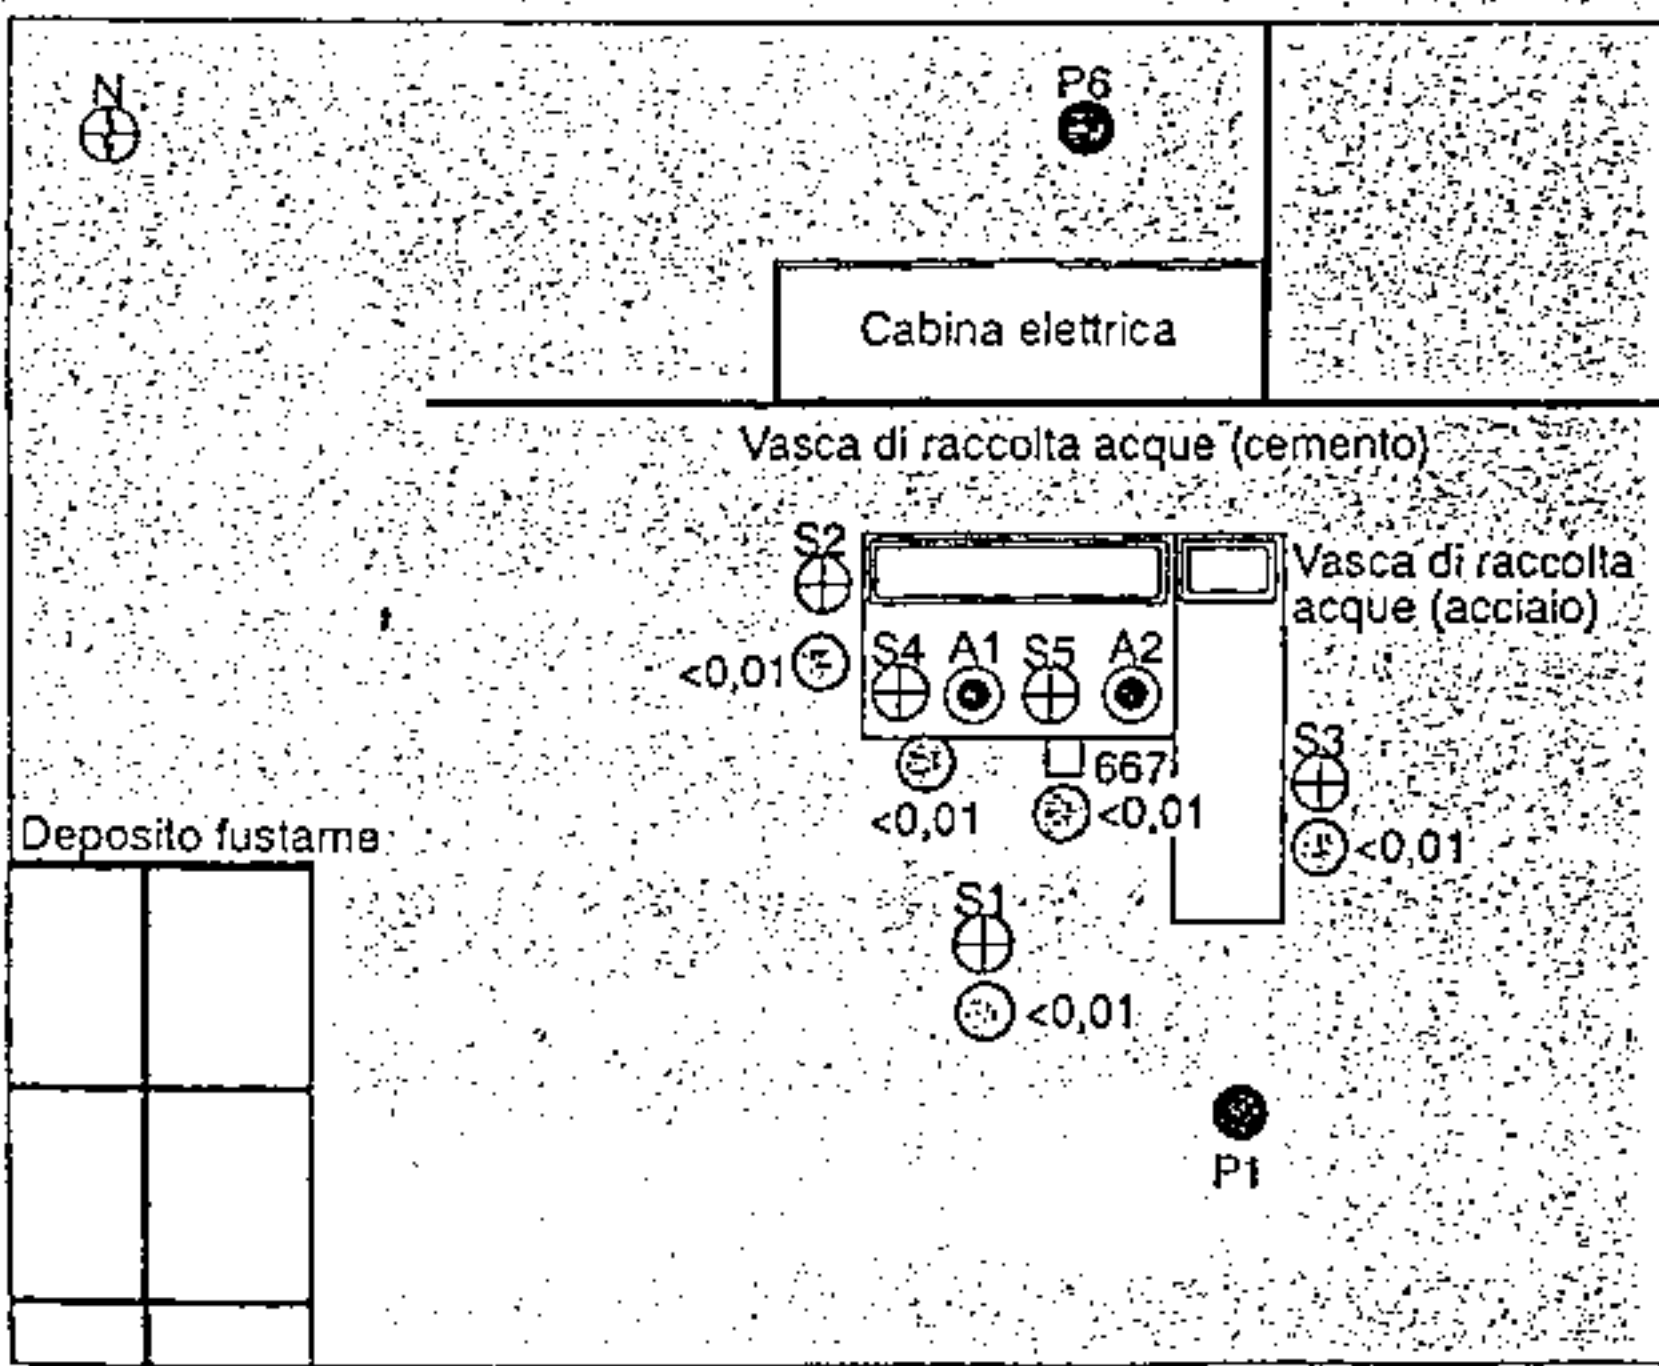 N
P6
Cabina elettrica
Vasca di raccolta acque (cemento)
S2
Vasca di raccolta
acque (acciaio)
<0,01
S4 A1 S5 A2
S3
667
<0,01
<0,01
<0,01
Deposito fustame
S1
<0,01
P1